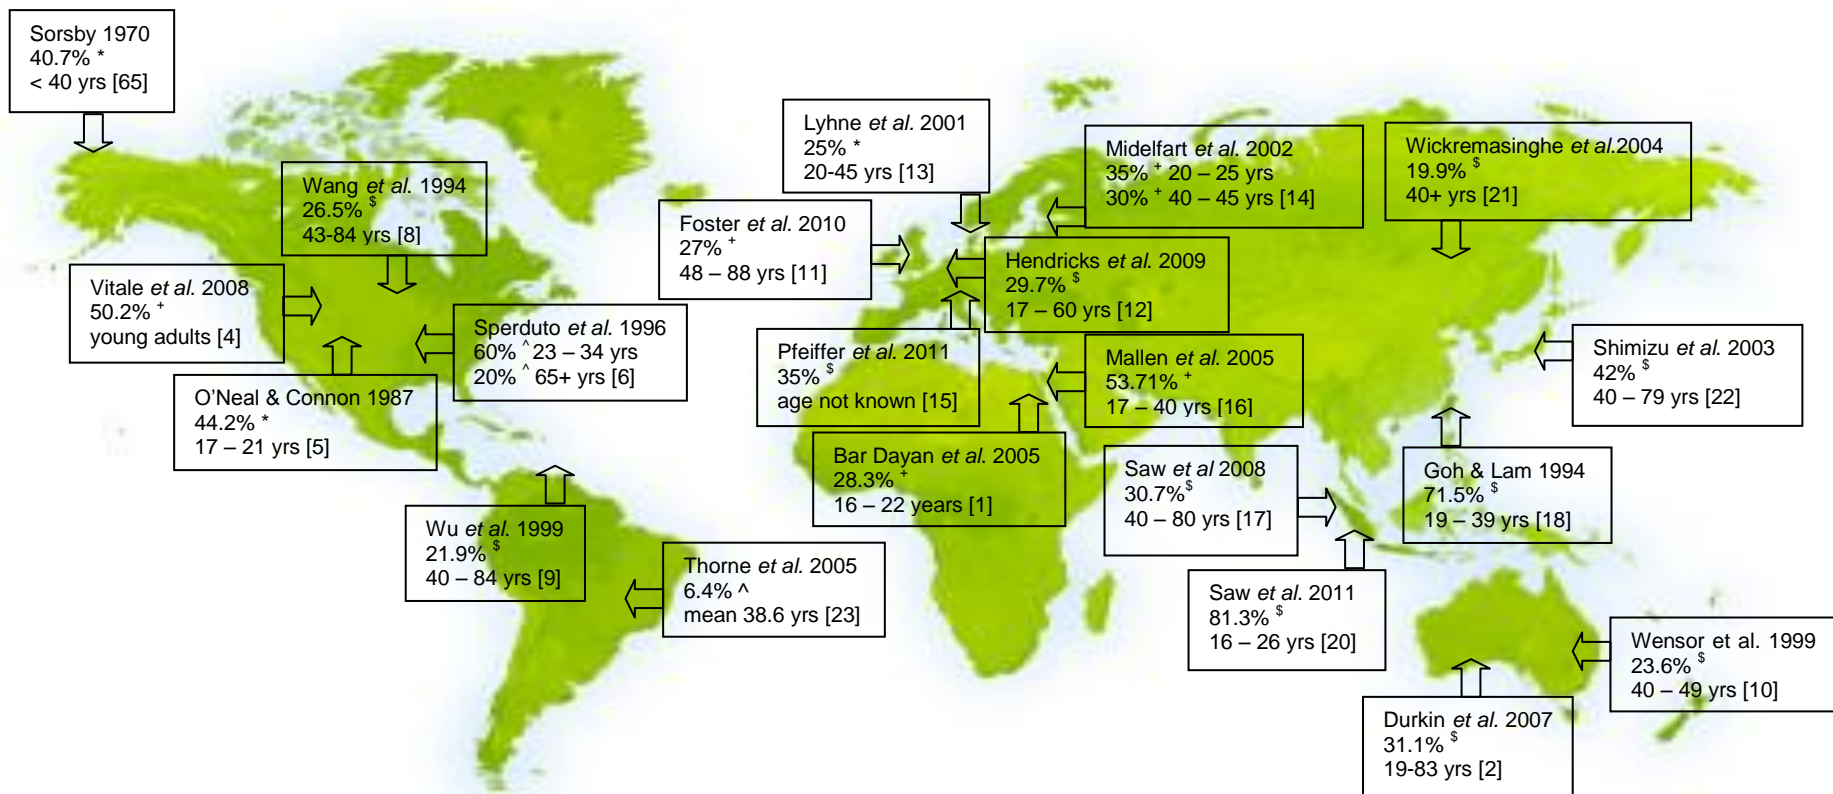 Sorsby 1970
40.7% *
< 40 yrs [65]
Wang et al. 1994
26.5% $
43-84 yrs [8]
Vitale et al. 2008
50.2% +
young adults [4]
Sperduto et al. 1996
60% ^ 23 – 34 yrs
20% ^ 65+ yrs [6]
O'Neal & Connon 1987
44.2% *
17 – 21 yrs [5]
Wu et al. 1999
21.9% $
40 – 84 yrs [9]
Thorne et al. 2005
6.4% ^
mean 38.6 yrs [23]
Lyhne et al. 2001
25% *
20-45 yrs [13]
Foster et al. 2010
27% +
48 – 88 yrs [11]
Midelfart et al. 2002
35% + 20 – 25 yrs
30% + 40 – 45 yrs [14]
Hendricks et al. 2009
29.7% $
17 – 60 yrs [12]
Pfeiffer et al. 2011
35% $
age not known [15]
Mallen et al. 2005
53.71% +
17 – 40 yrs [16]
Bar Dayan et al. 2005
28.3% +
16 – 22 years [1]
Wickremasinghe et al.2004
19.9% $
40+ yrs [21]
Shimizu et al. 2003
42% $
40 – 79 yrs [22]
Saw et al 2008
30.7%$
40 – 80 yrs [17]
Goh & Lam 1994
71.5% $
19 – 39 yrs [18]
Saw et al. 2011
81.3% $
16 – 26 yrs [20]
Wensor et al. 1999
23.6% $
40 – 49 yrs [10]
Durkin et al. 2007
31.1% $
19-83 yrs [2]